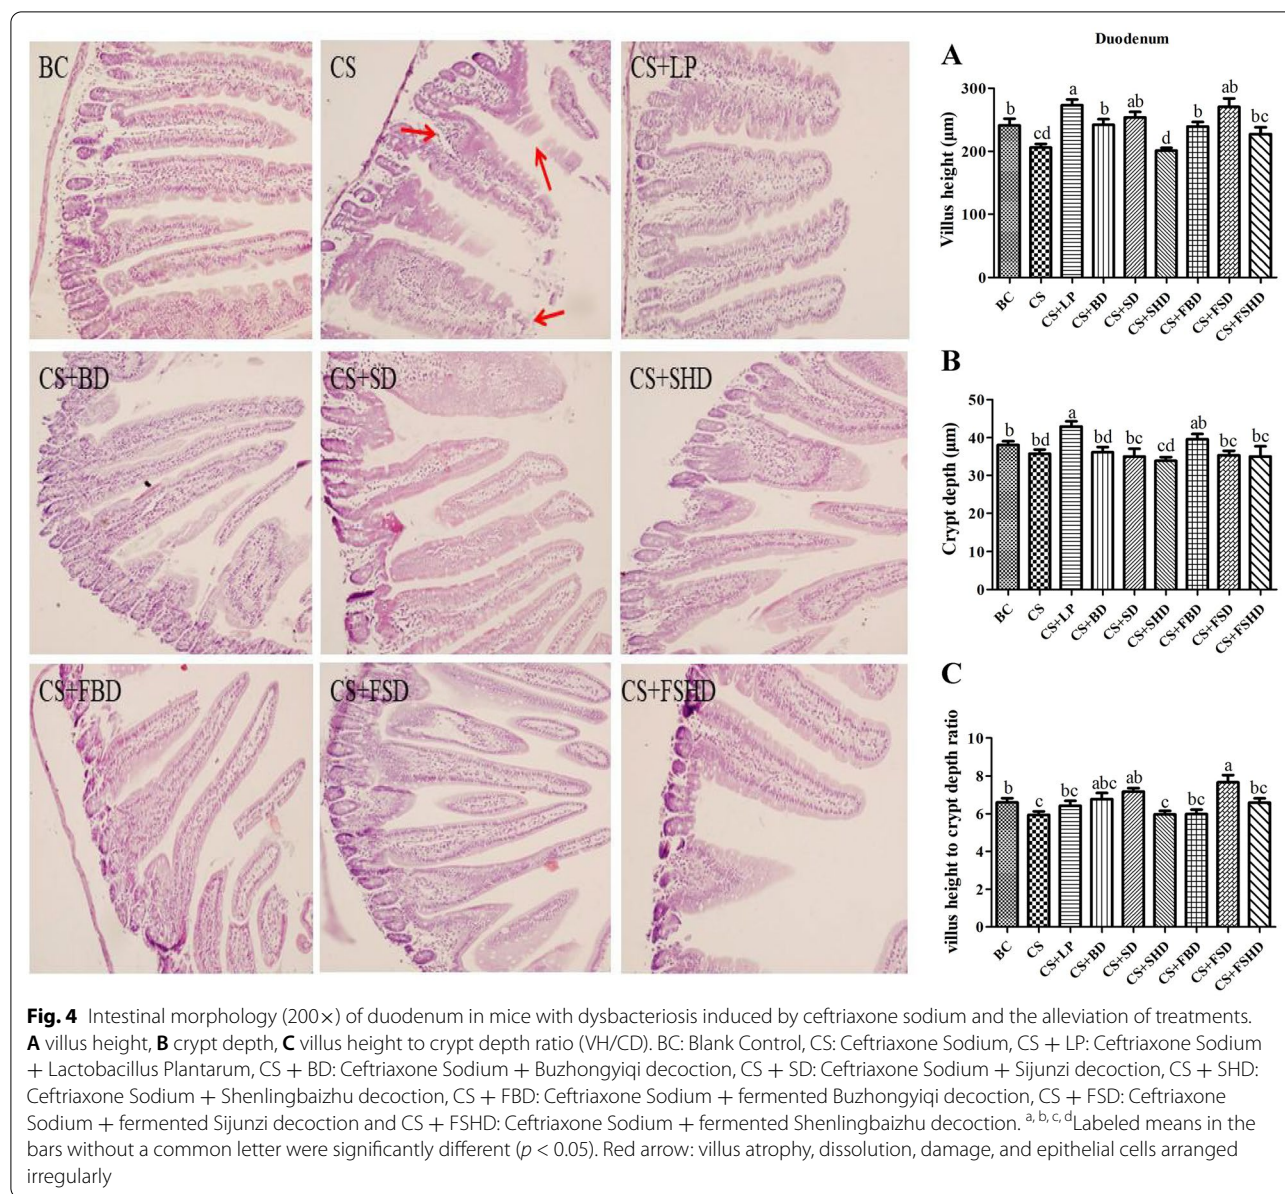 BC
CS
CS+LP
CS+BD
CS+SD
CS+SHD
CS+FBD
CS+FSD
CS+FSHD
A
Duodenum
Villus height (μm)
300
200
100
0
b
cd
a
b
ab
d
b
ab
bc
BC
CS
CS+LP
CS+BD
CS+SD
CS+SHD
CS+FBD
CS+FSD
CS+FSHD
B
Crypt depth (μm)
50
40
30
20
10
0
b
bd
a
bd
bc
cd
ab
bc
bc
BC
CS
CS+LP
CS+BD
CS+SD
CS+SHD
CS+FBD
CS+FSD
CS+FSHD
C
villus height to crypt depth ratio
10
8
6
4
2
0
b
c
bc
abc
ab
c
bc
a
bc
BC
CS
CS+LP
CS+BD
CS+SD
CS+SHD
CS+FBD
CS+FSD
CS+FSHD
Fig. 4 Intestinal morphology (200×) of duodenum in mice with dysbacteriosis induced by ceftriaxone sodium and the alleviation of treatments.
A villus height, B crypt depth, C villus height to crypt depth ratio (VH/CD). BC: Blank Control, CS: Ceftriaxone Sodium, CS + LP: Ceftriaxone Sodium
+ Lactobacillus Plantarum, CS + BD: Ceftriaxone Sodium + Buzhongyiqi decoction, CS + SD: Ceftriaxone Sodium + Sijunzi decoction, CS + SHD:
Ceftriaxone Sodium + Shenlingbaizhu decoction, CS + FBD: Ceftriaxone Sodium + fermented Buzhongyiqi decoction, CS + FSD: Ceftriaxone
Sodium + fermented Sijunzi decoction and CS + FSHD: Ceftriaxone Sodium + fermented Shenlingbaizhu decoction. a, b, c, dLabeled means in the
bars without a common letter were significantly different (p < 0.05). Red arrow: villus atrophy, dissolution, damage, and epithelial cells arranged
irregularly